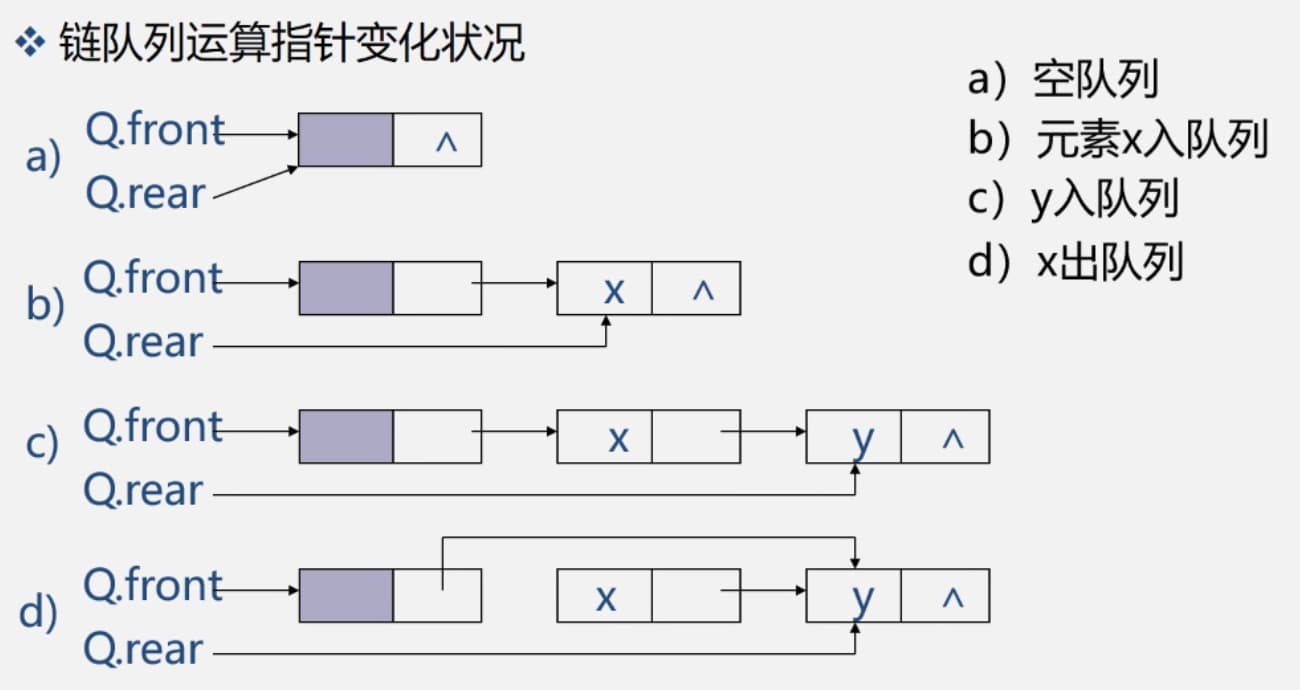 ❖ 链队列运算指针变化状况
a）空队列
b）元素x入队列
c）y入队列
d）x出队列
a)
Q.front
^
Q.rear
b)
Q.front
x ^
Q.rear
c)
Q.front
x y ^
Q.rear
d)
Q.front
x y ^
Q.rear